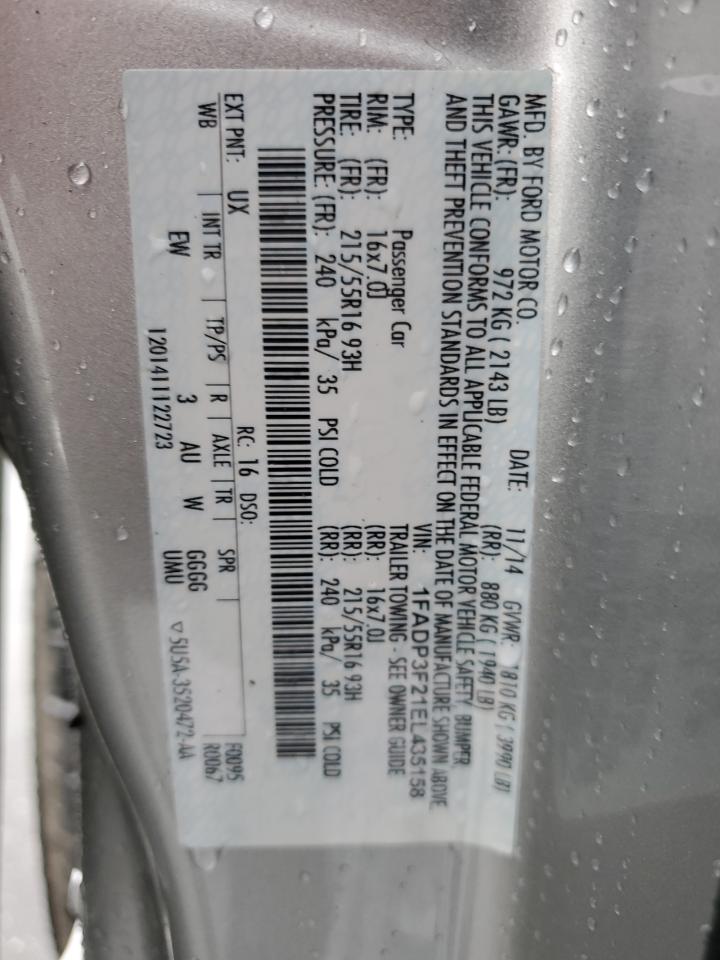 MFD. BY FORD MOTOR CO.
DATE: 11/14 GVWR: 1810 KG ( 3990 LB)
GAWR: (FR): 972 KG ( 2143 LB) (RR): 880 KG ( 1940 LB)
THIS VEHICLE CONFORMS TO ALL APPLICABLE FEDERAL MOTOR VEHICLE SAFETY, BUMPER
AND THEFT PREVENTION STANDARDS IN EFFECT ON THE DATE OF MANUFACTURE SHOWN ABOVE.
VIN: 1FADP3F21EL435158
TYPE: Passenger Car TRAILER TOWING - SEE OWNER GUIDE
RIM: (FR): 16x7.0J (RR): 16x7.0J
TIRE: (FR): 215/55R16 93H (RR): 215/55R16 93H
PRESSURE: (FR): 240 kPa/ 35 PSI COLD (RR): 240 kPa/ 35 PSI COLD
EXT PNT: UX RC: 16 DSO: F0095
WB INT TR TP/PS R AXLE TR SPR R0067
EW 3 AU W GGGG
UMU
1201411122723 ▽ 5U5A-3520472-AA